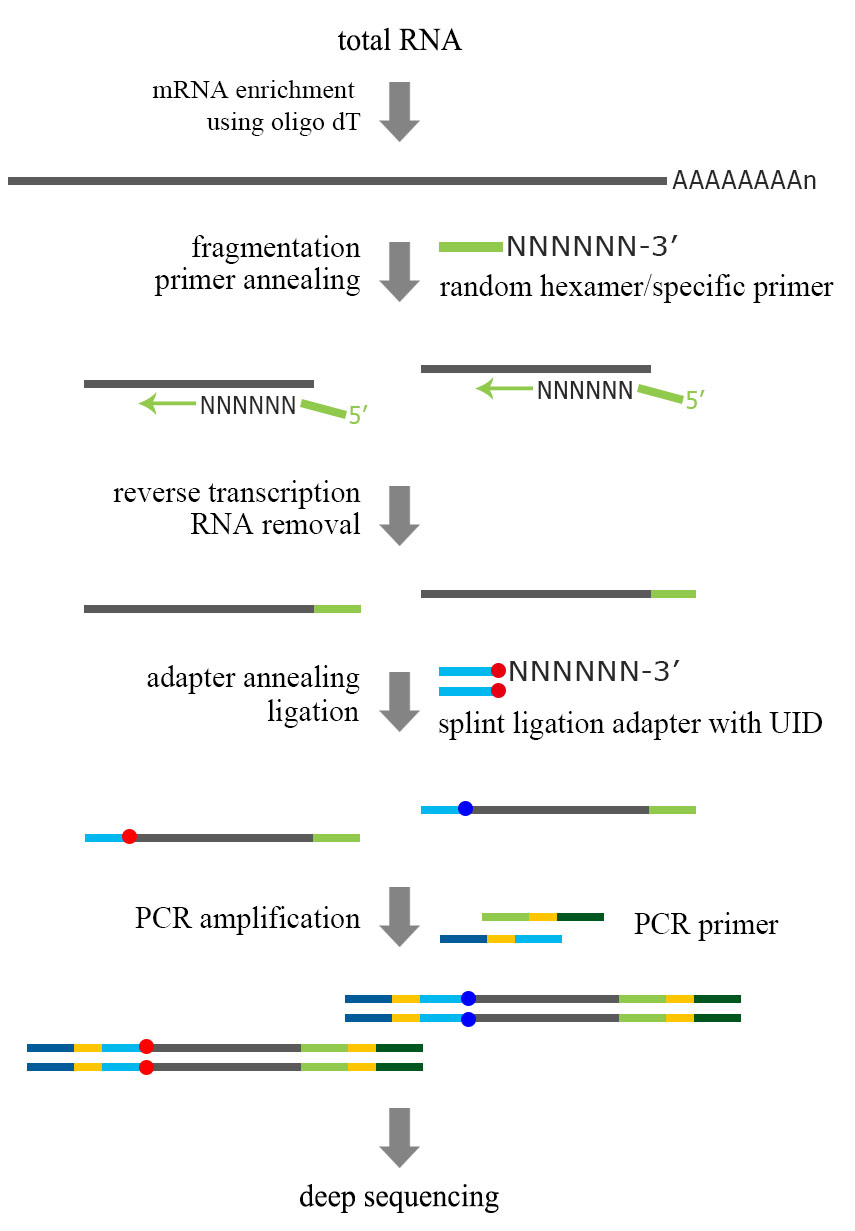 total RNA
mRNA enrichment
using oligo dT
AAAAAAAAn
fragmentation
primer annealing
NNNNNN-3′
random hexamer/specific primer
NNNNNN
5′
NNNNNN
5′
reverse transcription
RNA removal
adapter annealing
ligation
NNNNNN-3′
splint ligation adapter with UID
PCR amplification
PCR primer
deep sequencing